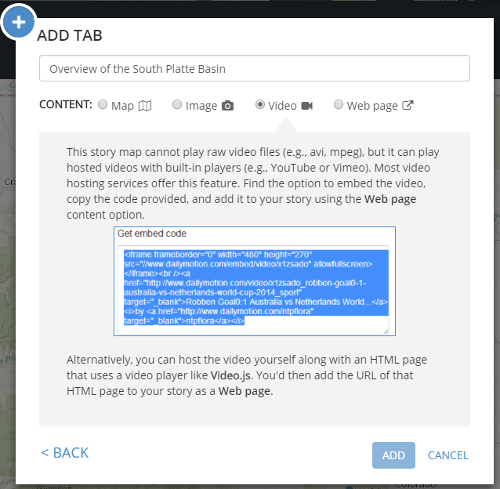 ADD TAB
Overview of the South Platte Basin
CONTENT: Map Image Video Web page
This story map cannot play raw video files (e.g., avi, mpeg), but it can play
hosted videos with built-in players (e.g., YouTube or Vimeo). Most video
hosting services offer this feature. Find the option to embed the video,
copy the code provided, and add it to your story using the Web page
content option.
Get embed code
<iframe frameborder="0" width="480" height="270"
src="//www.dailymotion.com/embed/video/x1zsado" allowfullscreen>
</iframe><br /><a
href="http://www.dailymotion.com/video/x1zsado_robben-goal0-1-
australia-vs-netherlands-world-cup-2014_sport"
target="_blank">Robben Goal0:1 Australia vs Netherlands World...</a>
<i>by <a href="http://www.dailymotion.com/ntpflora"
target="_blank">ntpflora</a></i>
Alternatively, you can host the video yourself along with an HTML page
that uses a video player like Video.js. You'd then add the URL of that
HTML page to your story as a Web page.
< BACK
ADD CANCEL